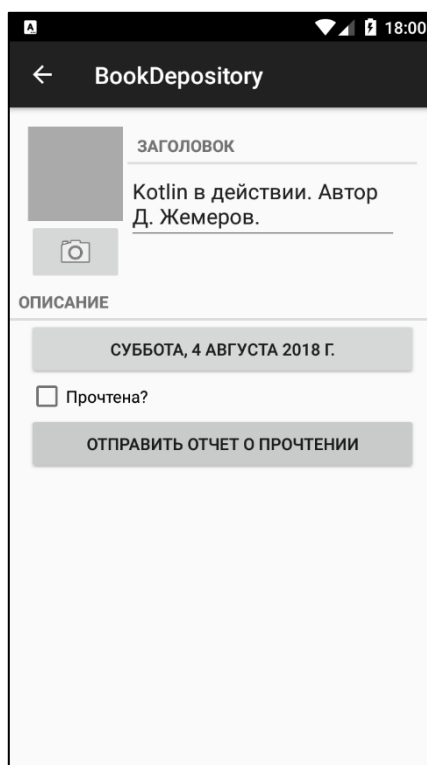 A
18:00
BookDepository
ЗАГОЛОВОК
Kotlin в действии. Автор
Д. Жемеров.
ОПИСАНИЕ
СУББОТА, 4 АВГУСТА 2018 Г.
Прочтена?
ОТПРАВИТЬ ОТЧЕТ О ПРОЧТЕНИИ